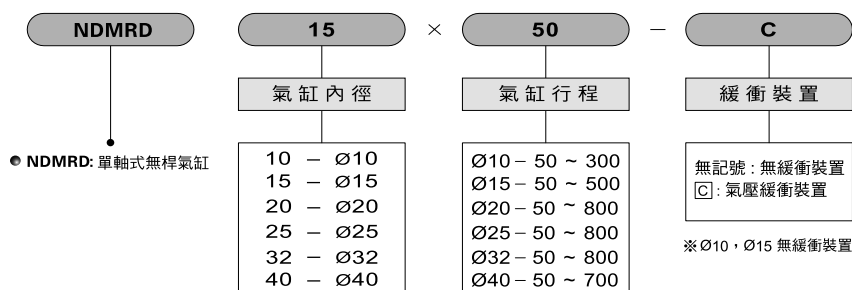 NDMRD 15 × 50 – C
氣缸內徑
氣缸行程
緩衝裝置
NDMRD: 單軸式無桿氣缸
10 – Ø10
15 – Ø15
20 – Ø20
25 – Ø25
32 – Ø32
40 – Ø40
Ø10 – 50 ~ 300
Ø15 – 50 ~ 500
Ø20 – 50 ~ 800
Ø25 – 50 ~ 800
Ø32 – 50 ~ 800
Ø40 – 50 ~ 700
無記號 : 無緩衝裝置
C : 氣壓緩衝裝置
※Ø10，Ø15 無緩衝裝置